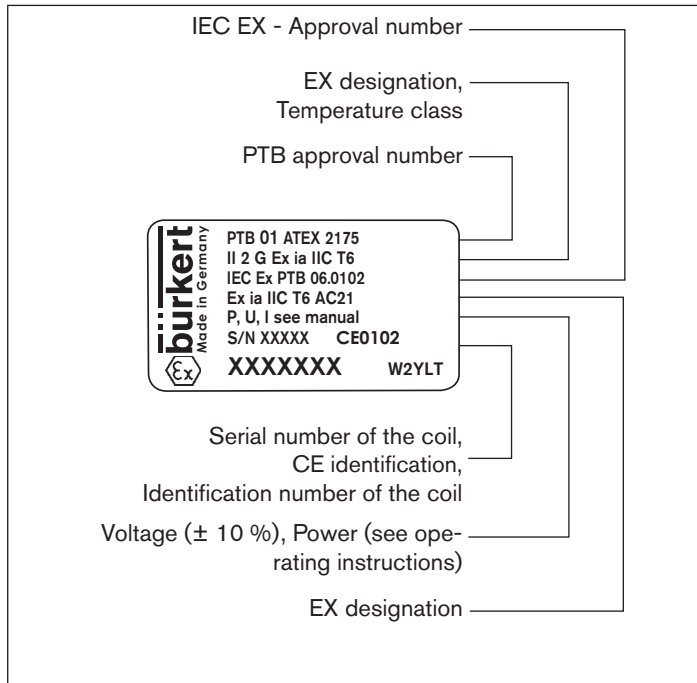 IEC EX - Approval number
EX designation,
Temperature class
PTB approval number
burkert
Made in Germany
Ex
PTB 01 ATEX 2175
II 2 G Ex ia IIC T6
IEC Ex PTB 06.0102
Ex ia IIC T6 AC21
P, U, I see manual
S/N XXXXX CE0102
XXXXXXX W2YLT
Serial number of the coil,
CE identification,
Identification number of the coil
Voltage (± 10 %), Power (see ope-
rating instructions)
EX designation